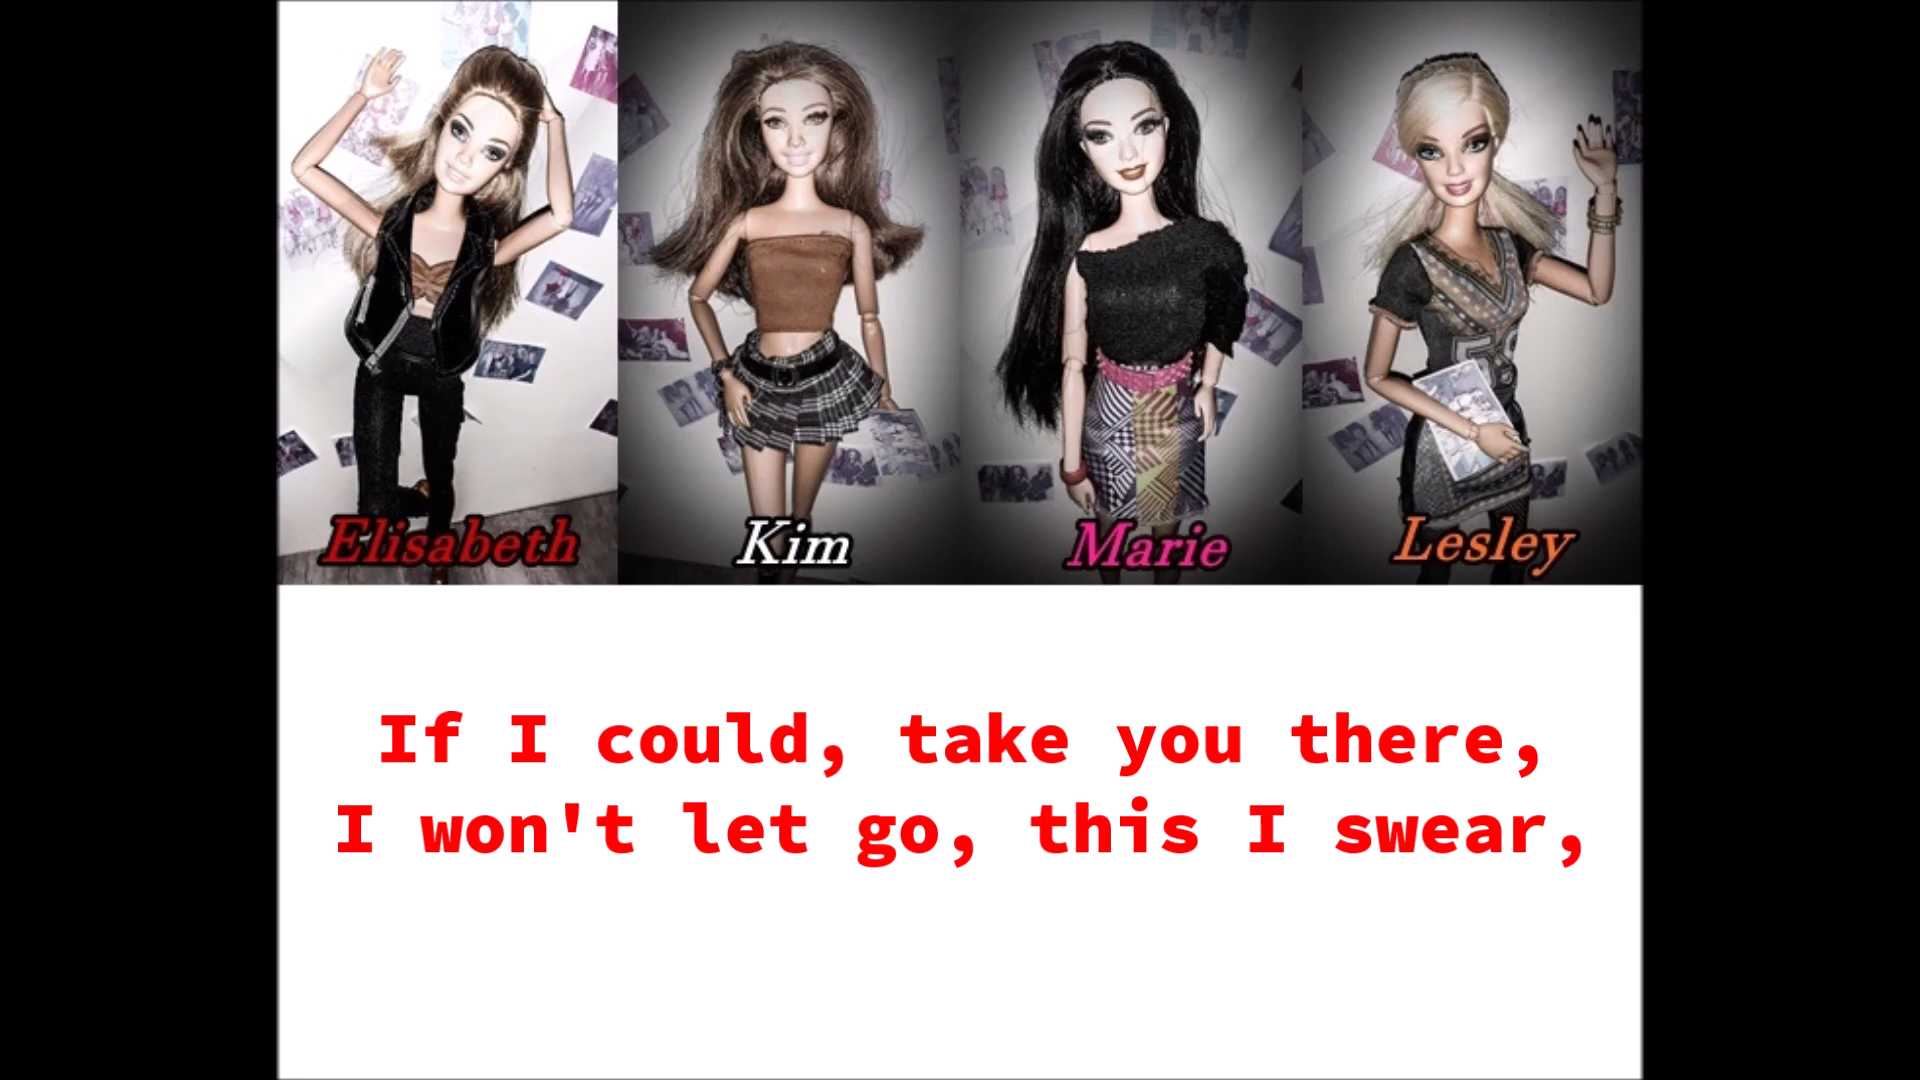 Elisabeth
Kim
Marie
Lesley
If I could, take you there,
I won't let go, this I swear,